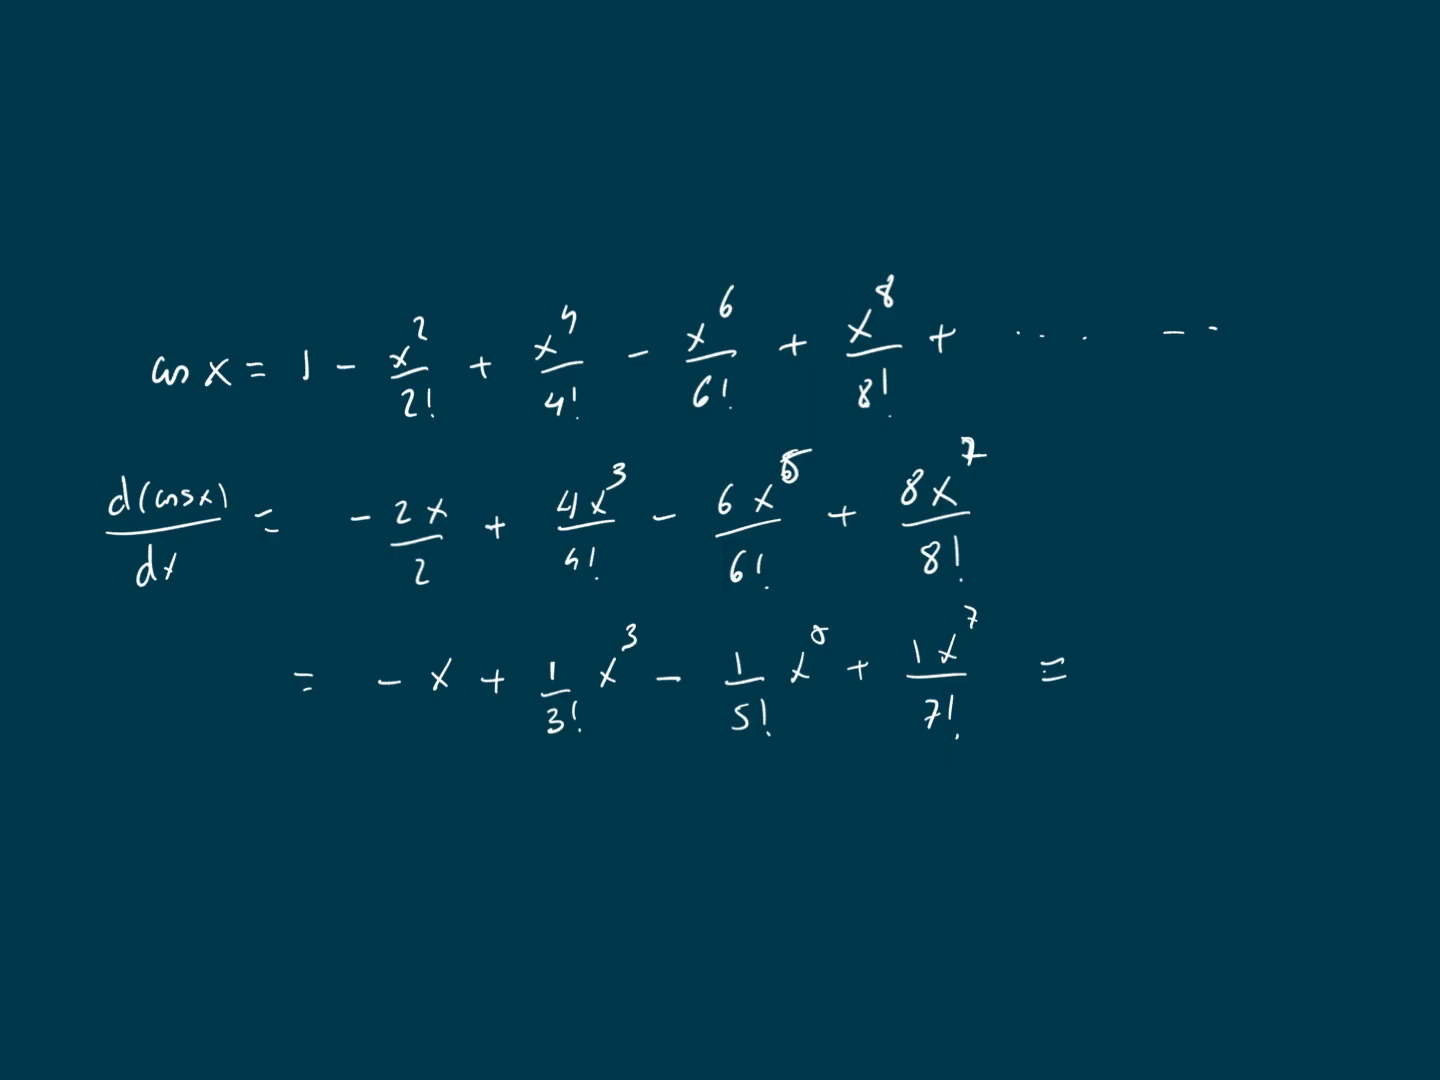 cos x = 1 - x^2/2! + x^4/4! - x^6/6! + x^8/8! + ···· -- ·
d(cosx)/dx = - 2x/2 + 4x^3/4! - 6x^5/6! + 8x^7/8!
= - x + 1/3! x^3 - 1/5! x^5 + 1x^7/7! =